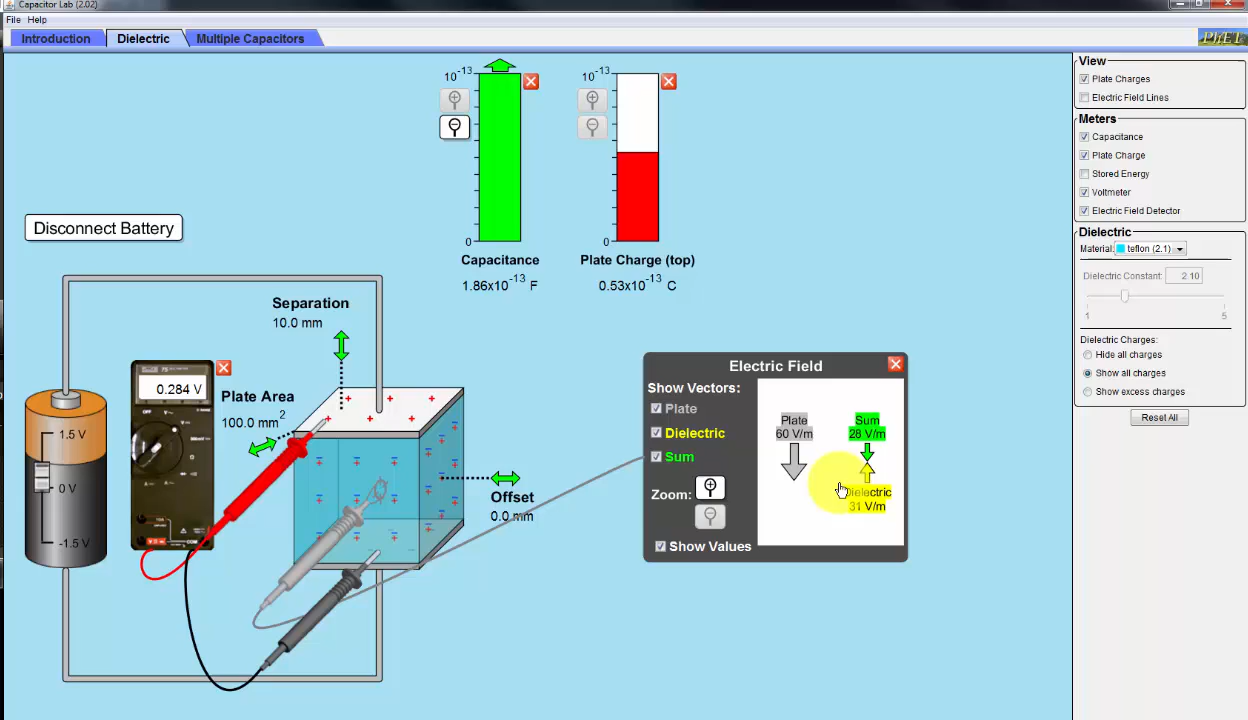 Capacitor Lab (2.02)
File Help
Introduction
Dielectric
Multiple Capacitors
PhET
10-13
0
Capacitance
1.86x10-13 F
10-13
0
Plate Charge (top)
0.53x10-13 C
Disconnect Battery
Separation
10.0 mm
0.284 V
Plate Area
100.0 mm2
1.5 V
0 V
-1.5 V
Offset
0.0 mm
Electric Field
Show Vectors:
Plate
Dielectric
Sum
Zoom:
Show Values
Plate
60 V/m
Sum
28 V/m
Dielectric
31 V/m
View
Plate Charges
Electric Field Lines
Meters
Capacitance
Plate Charge
Stored Energy
Voltmeter
Electric Field Detector
Dielectric
Material: teflon (2.1)
Dielectric Constant: 2.10
1 5
Dielectric Charges:
Hide all charges
Show all charges
Show excess charges
Reset All